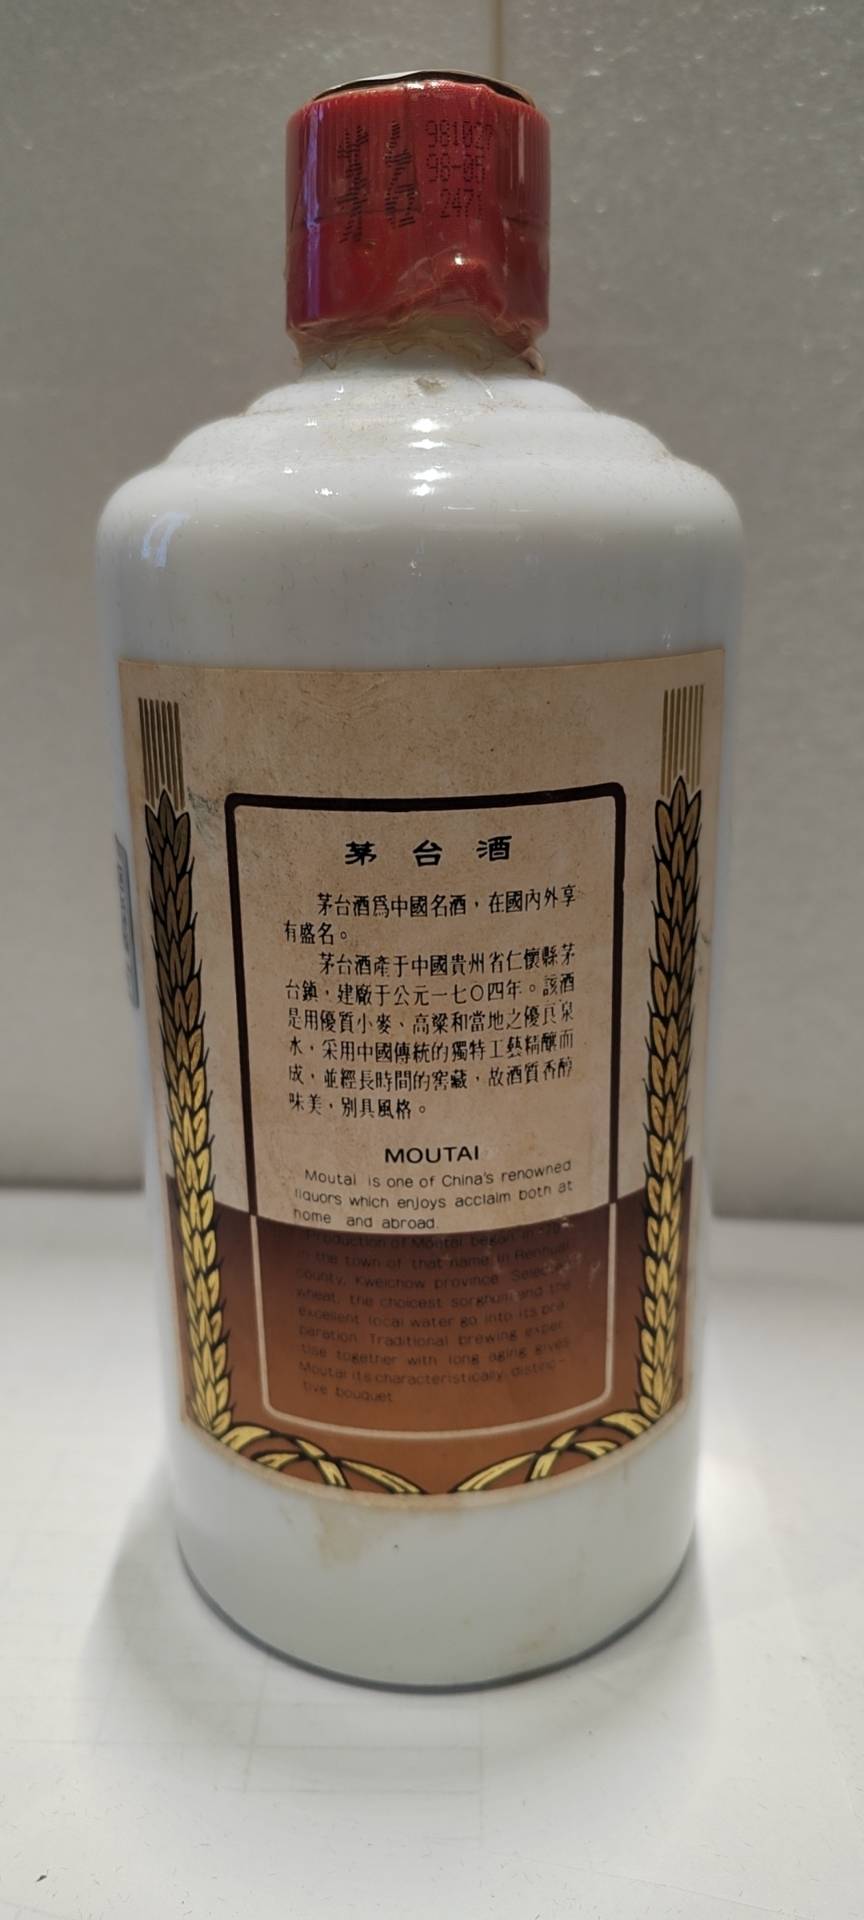 茅台
981027
98-05
2471
茅台酒
茅台酒爲中國名酒，在國內外享
有盛名。
茅台酒產于中國貴州省仁懷縣茅
台鎮，建廠于公元一七〇四年。該酒
是用優質小麥、高粱和當地之優良泉
水，采用中國傳統的獨特工藝精釀而
成，並經長時間的窖藏，故酒質香醇
味美，別具風格。
MOUTAI
Moutai is one of China's renowned
liquors which enjoys acclaim both at
home and abroad.
Production of Moutai began in
in the town of that name in Renhuai
County, Kweichow province. Selected
wheat, the choicest sorghum and the
excellent local water go into its pre-
paration. Traditional brewing exper-
tise together with long aging gives
Moutai its characteristically distinc-
tive bouquet